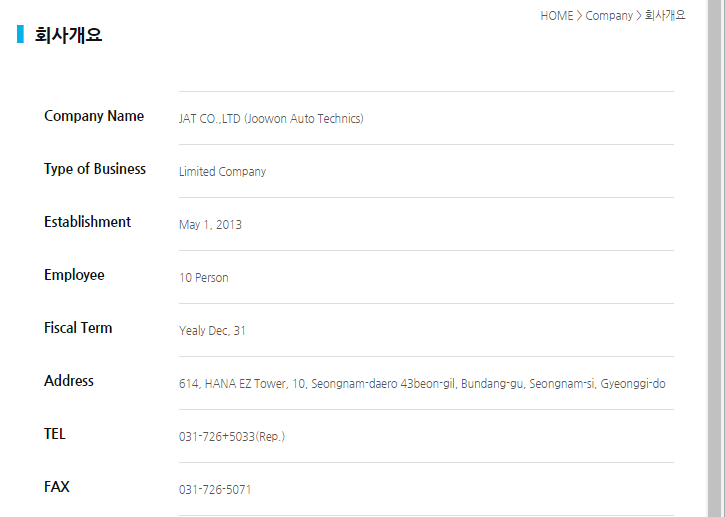 HOME > Company > 회사개요
회사개요
Company Name JAT CO.,LTD (Joowon Auto Technics)
Type of Business Limited Company
Establishment May 1, 2013
Employee 10 Person
Fiscal Term Yealy Dec, 31
Address 614, HANA EZ Tower, 10, Seongnam-daero 43beon-gil, Bundang-gu, Seongnam-si, Gyeonggi-do
TEL 031-726+5033(Rep.)
FAX 031-726-5071